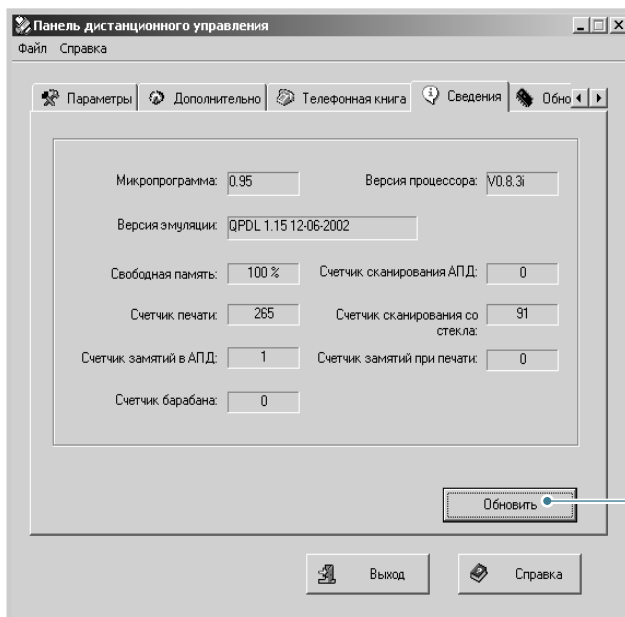 Панель дистанционного управления
Файл Справка
Параметры Дополнительно Телефонная книга Сведения Обно
Микропрограмма: 0.95 Версия процессора: V0.8.3i
Версия эмуляции: QPDL 1.15 12-06-2002
Свободная память: 100 % Счетчик сканирования АПД: 0
Счетчик печати: 265 Счетчик сканирования со стекла: 91
Счетчик замятий в АПД: 1 Счетчик замятий при печати: 0
Счетчик барабана: 0
Обновить
Выход Справка